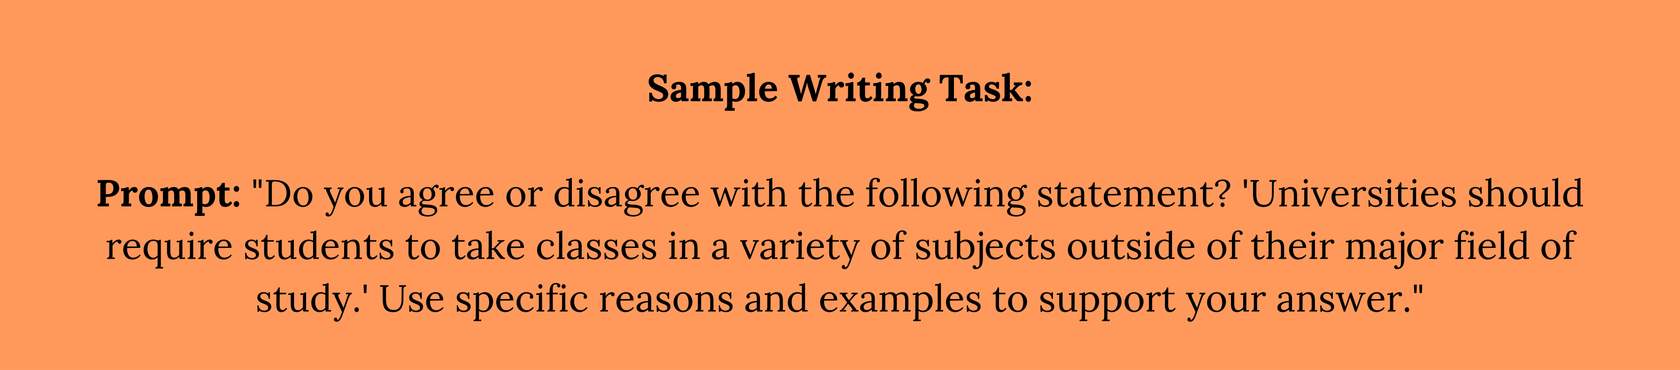 Sample Writing Task:
Prompt: "Do you agree or disagree with the following statement? 'Universities should
require students to take classes in a variety of subjects outside of their major field of
study.' Use specific reasons and examples to support your answer."